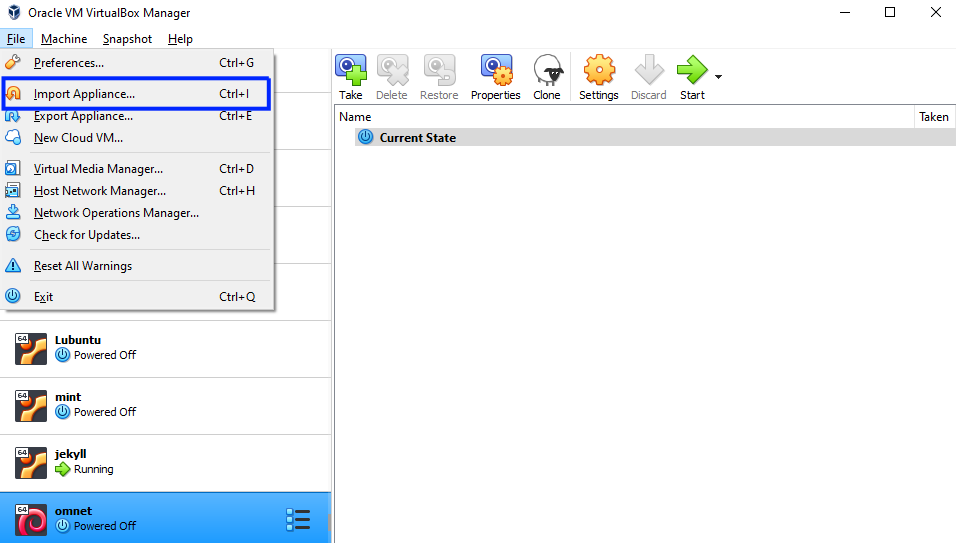 Oracle VM VirtualBox Manager
File Machine Snapshot Help
Preferences... Ctrl+G
Import Appliance... Ctrl+I
Export Appliance... Ctrl+E
New Cloud VM...
Virtual Media Manager... Ctrl+D
Host Network Manager... Ctrl+H
Network Operations Manager...
Check for Updates...
Reset All Warnings
Exit Ctrl+Q
64 Lubuntu
Powered Off
64 mint
Powered Off
64 jekyll
Running
64 omnet
Powered Off
Take Delete Restore Properties Clone Settings Discard Start
Name Taken
Current State